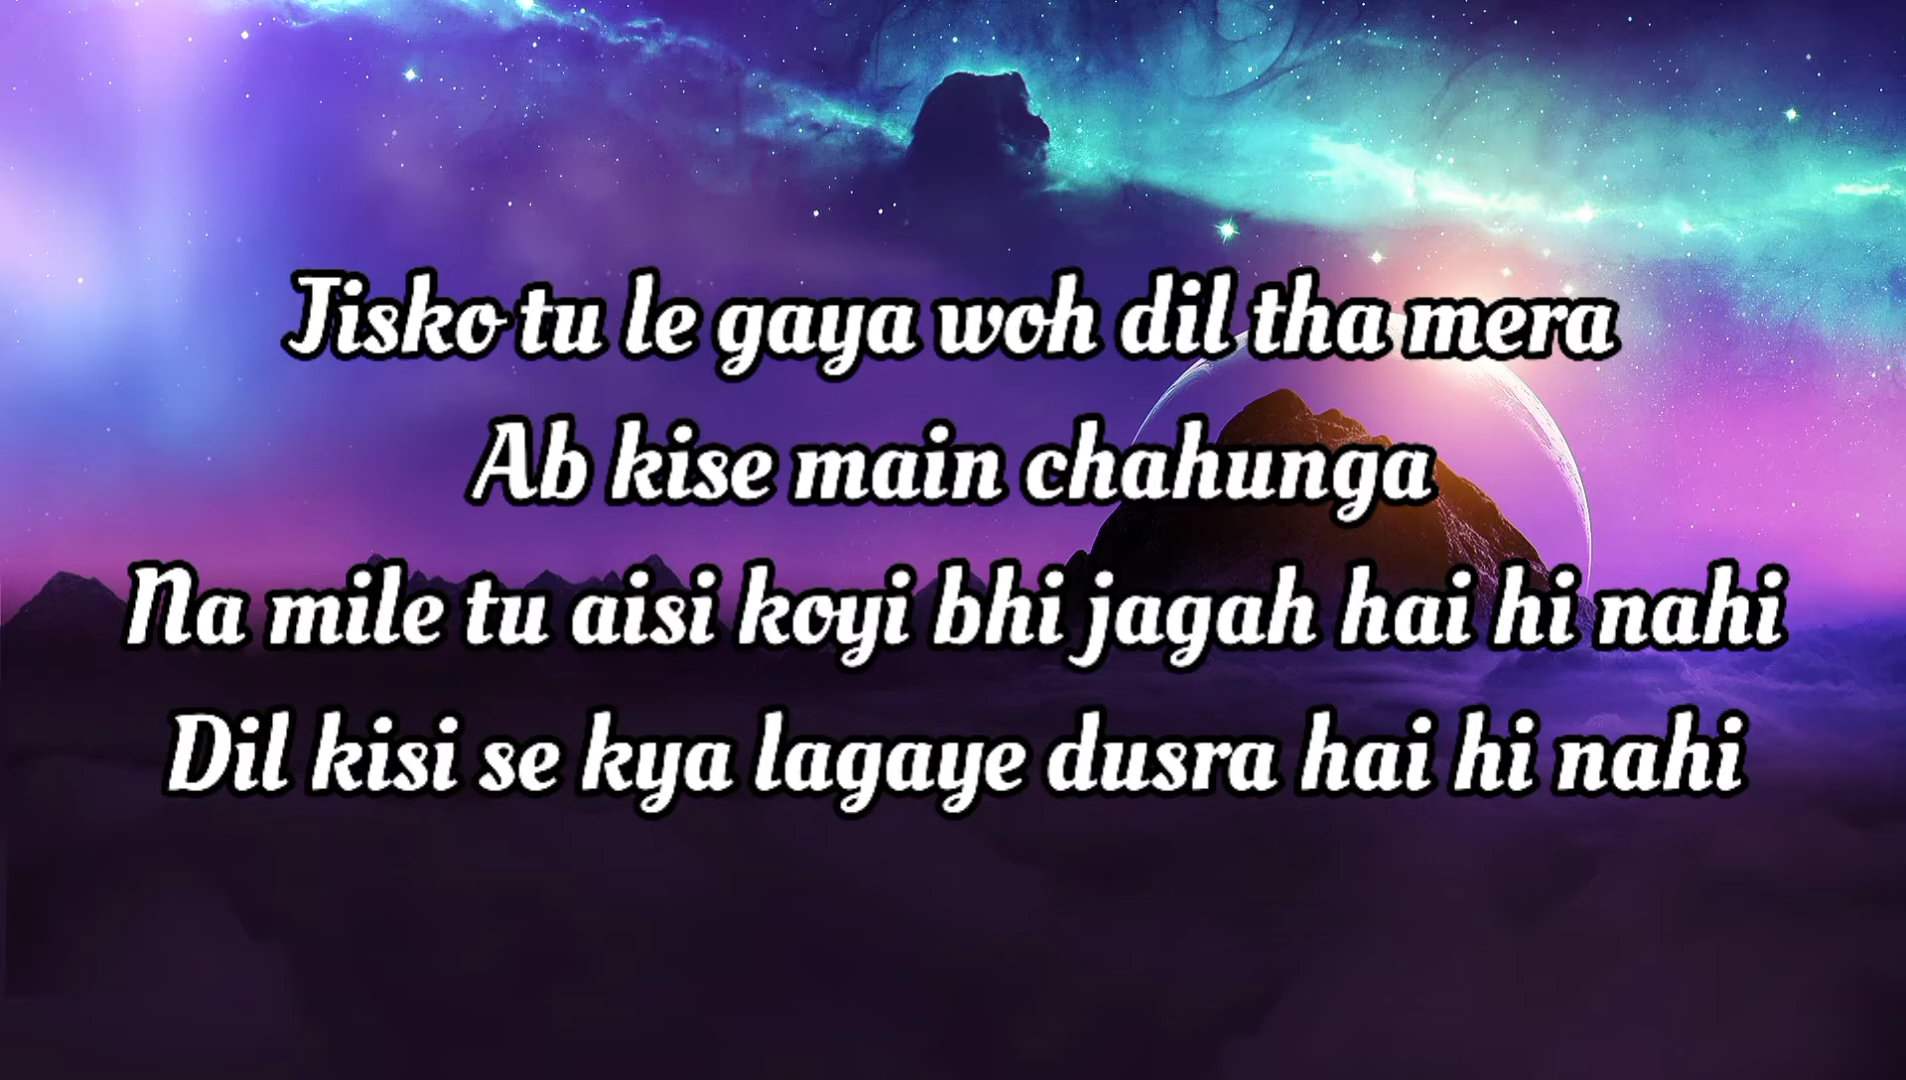 Jisko tu le gaya woh dil tha mera
Ab kise main chahunga
Na mile tu aisi koyi bhi jagah hai hi nahi
Dil kisi se kya lagaye dusra hai hi nahi